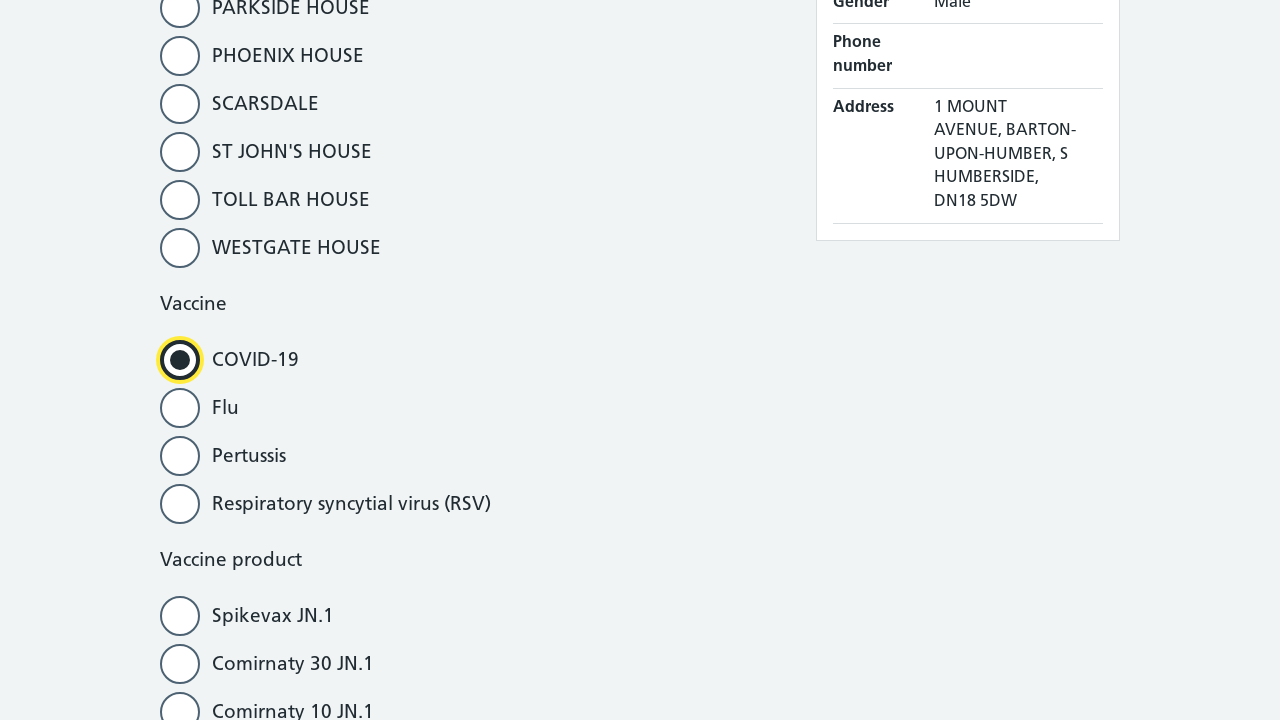 PARKSIDE HOUSE
PHOENIX HOUSE
SCARSDALE
ST JOHN'S HOUSE
TOLL BAR HOUSE
WESTGATE HOUSE
Vaccine
COVID-19
Flu
Pertussis
Respiratory syncytial virus (RSV)
Vaccine product
Spikevax JN.1
Comirnaty 30 JN.1
Comirnaty 10 JN.1
Gender Male
Phone
number
Address 1 MOUNT
AVENUE, BARTON-
UPON-HUMBER, S
HUMBERSIDE,
DN18 5DW